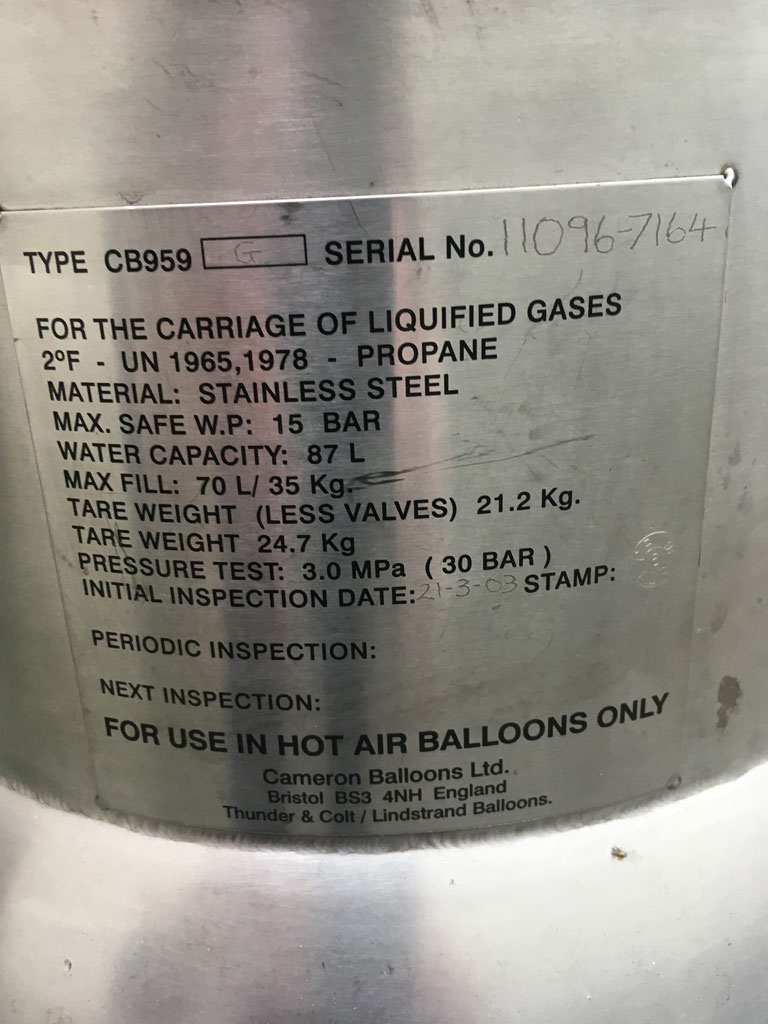 TYPE CB959 G SERIAL No. 11096-7164
FOR THE CARRIAGE OF LIQUIFIED GASES
2ºF - UN 1965,1978 - PROPANE
MATERIAL: STAINLESS STEEL
MAX. SAFE W.P: 15 BAR
WATER CAPACITY: 87 L
MAX FILL: 70 L/ 35 Kg.
TARE WEIGHT (LESS VALVES) 21.2 Kg.
TARE WEIGHT 24.7 Kg
PRESSURE TEST: 3.0 MPa ( 30 BAR )
INITIAL INSPECTION DATE: 21-3-03 STAMP:
PERIODIC INSPECTION:
NEXT INSPECTION:
FOR USE IN HOT AIR BALLOONS ONLY
Cameron Balloons Ltd.
Bristol BS3 4NH England
Thunder & Colt / Lindstrand Balloons.